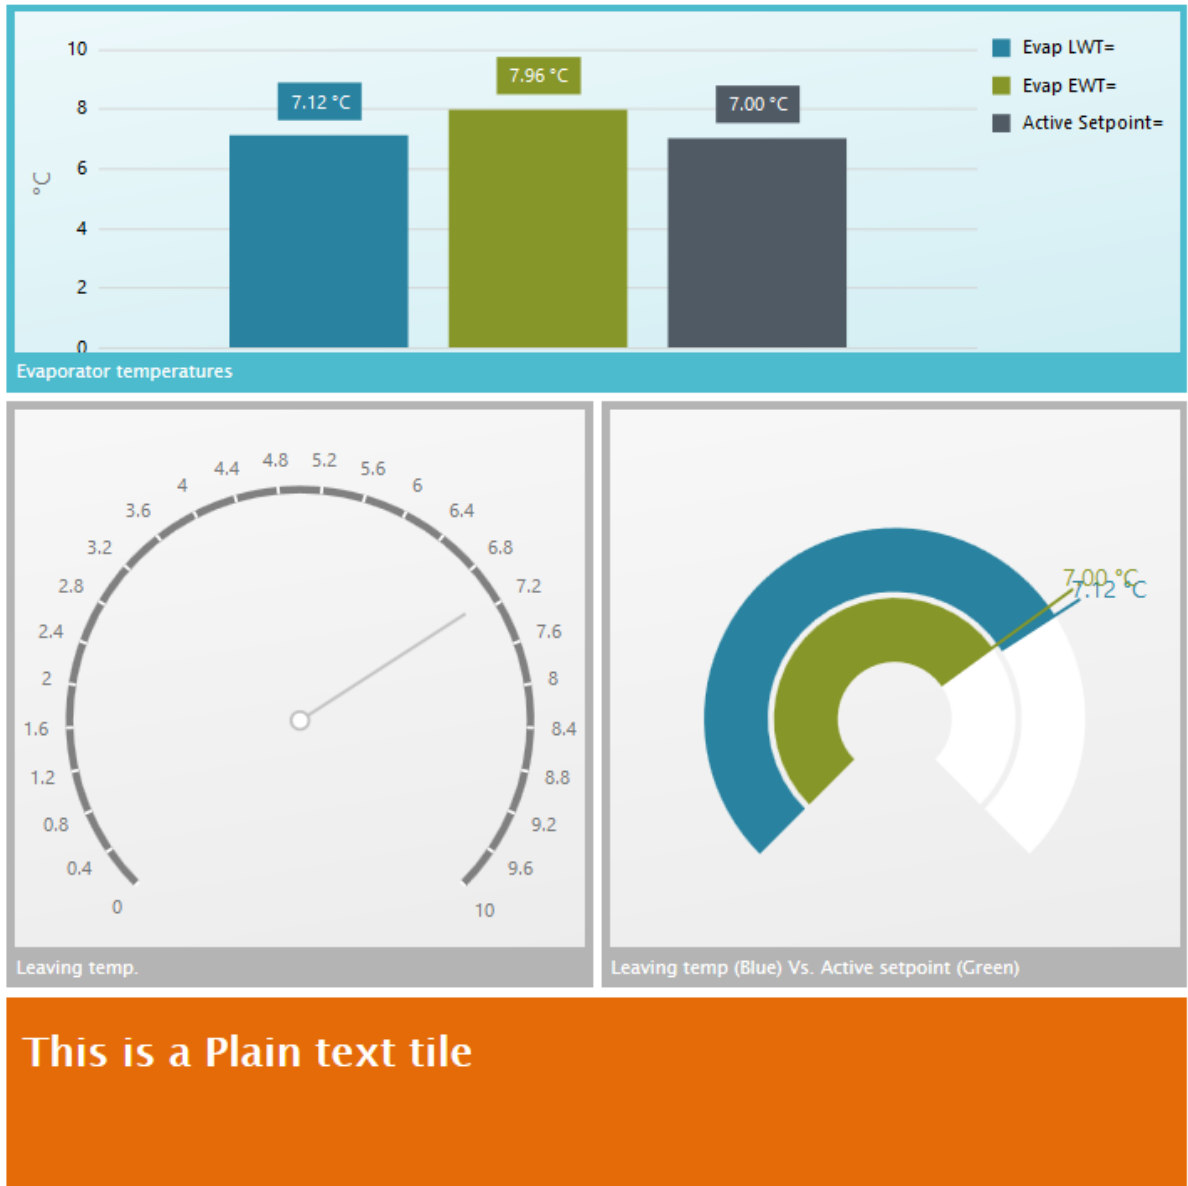 10
8
6
4
2
0
°C
7.12 °C
7.96 °C
7.00 °C
Evap LWT=
Evap EWT=
Active Setpoint=
Evaporator temperatures
0
0.4
0.8
1.2
1.6
2
2.4
2.8
3.2
3.6
4
4.4
4.8
5.2
5.6
6
6.4
6.8
7.2
7.6
8
8.4
8.8
9.2
9.6
10
Leaving temp.
7.00 °C
7.12 °C
Leaving temp (Blue) Vs. Active setpoint (Green)
This is a Plain text tile